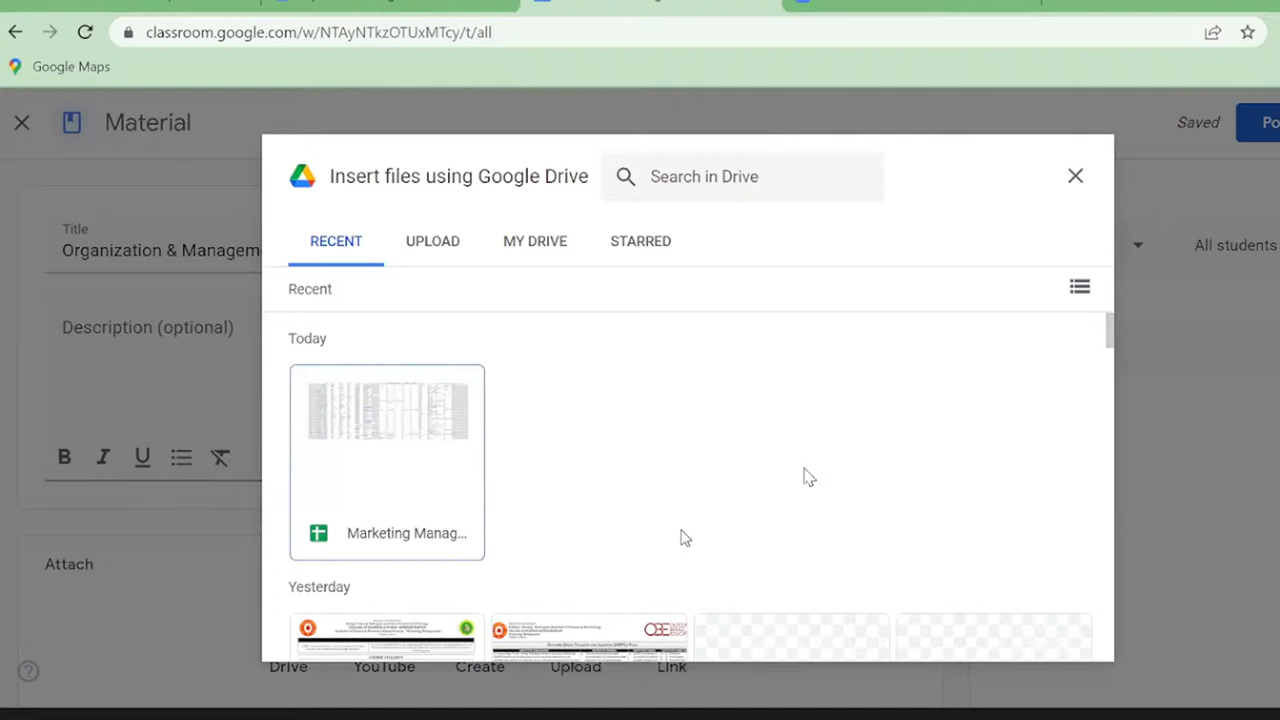 classroom.google.com/w/NTAyNTkzOTUxMTcy/t/all
Google Maps
Material
Saved
Po
Insert files using Google Drive
Search in Drive
Title
Organization & Managem
RECENT
UPLOAD
MY DRIVE
STARRED
All students
Recent
Description (optional)
Today
B I U
Marketing Manag...
Attach
Yesterday
OBE
Drive
YouTube
Create
Upload
Link